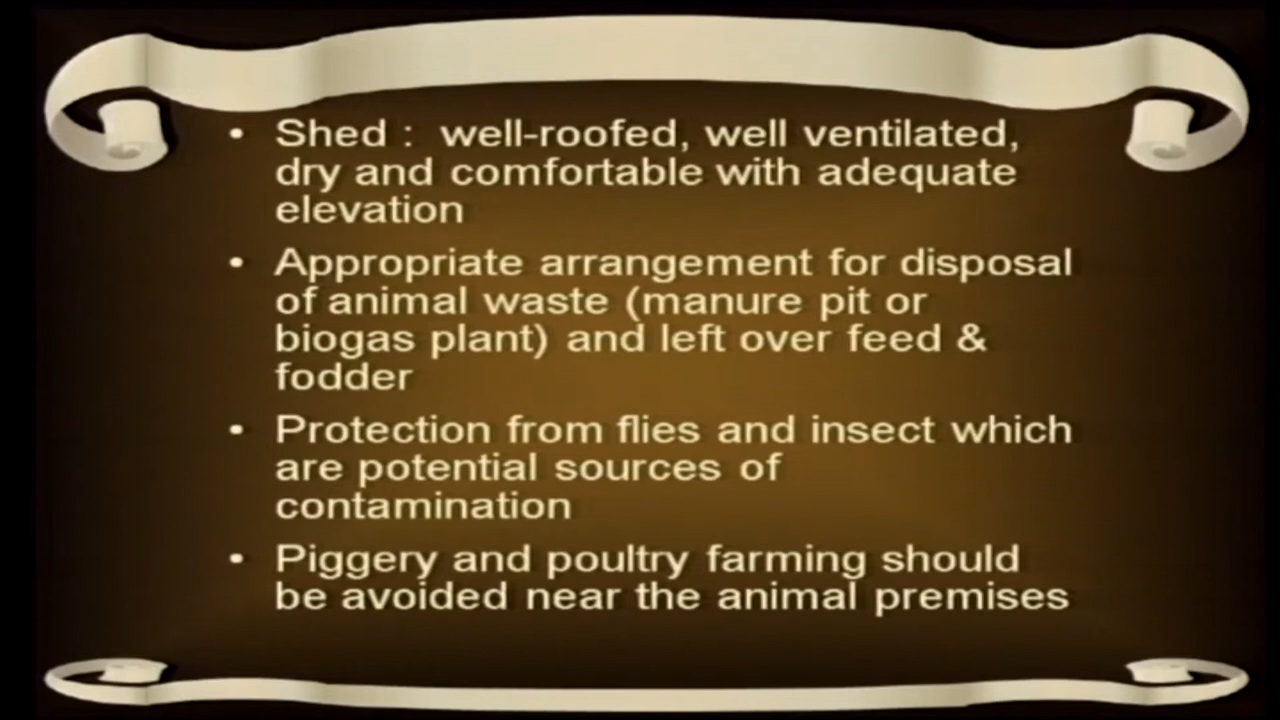 • Shed : well-roofed, well ventilated,
dry and comfortable with adequate
elevation
• Appropriate arrangement for disposal
of animal waste (manure pit or
biogas plant) and left over feed &
fodder
• Protection from flies and insect which
are potential sources of
contamination
• Piggery and poultry farming should
be avoided near the animal premises